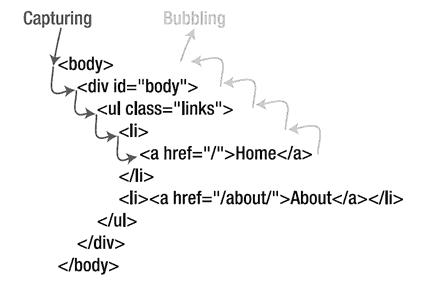 Capturing Bubbling
<body>
<div id="body">
<ul class="links">
<li>
<a href="/">Home</a>
</li>
<li><a href="/about/">About</a></li>
</ul>
</div>
</body>